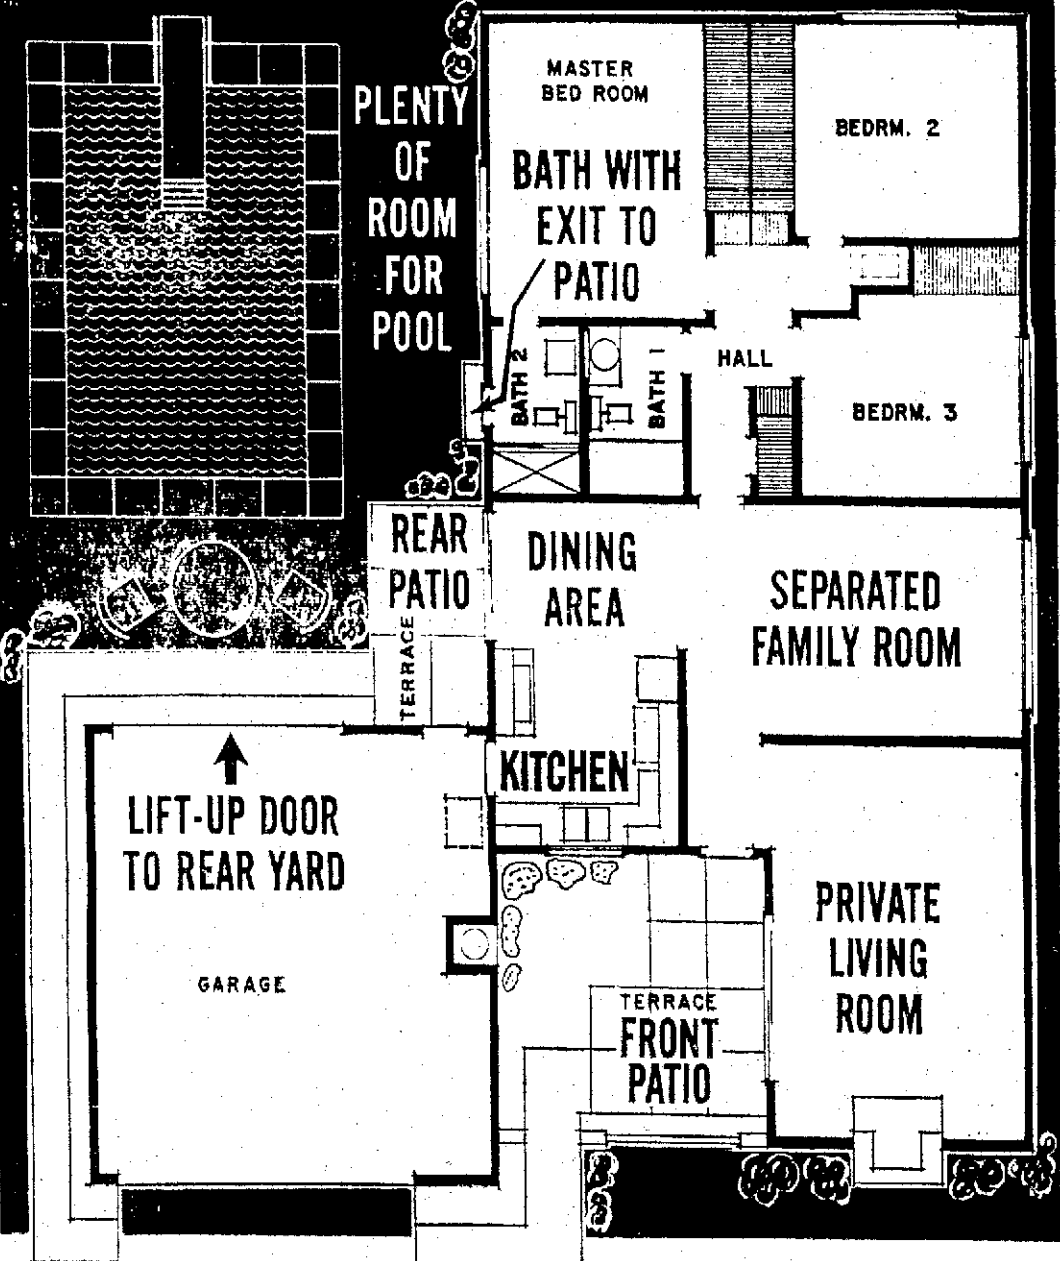 MASTER
BED ROOM
BEDRM. 2
PLENTY
OF
ROOM
FOR
POOL
BATH WITH
EXIT TO
PATIO
BATH 2
BATH 1
HALL
BEDRM. 3
REAR
PATIO
TERRACE
DINING
AREA
SEPARATED
FAMILY ROOM
KITCHEN
LIFT-UP DOOR
TO REAR YARD
GARAGE
PRIVATE
LIVING
ROOM
TERRACE
FRONT
PATIO